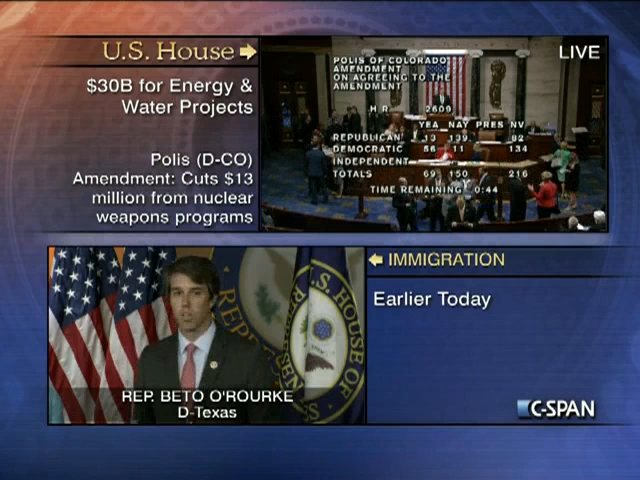 U.S. House
$30B for Energy &
Water Projects
Polis (D-CO)
Amendment: Cuts $13
million from nuclear
weapons programs
LIVE
POLIS OF COLORADO
AMENDMENT
ON AGREEING TO THE
AMENDMENT
H R 2609
YEA NAY PRES NV
REPUBLICAN 13 139 82
DEMOCRATIC 56 11 134
INDEPENDENT
TOTALS 69 150 216
TIME REMAINING 0:44
IMMIGRATION
Earlier Today
REP. BETO O'ROURKE
D-Texas
C-SPAN